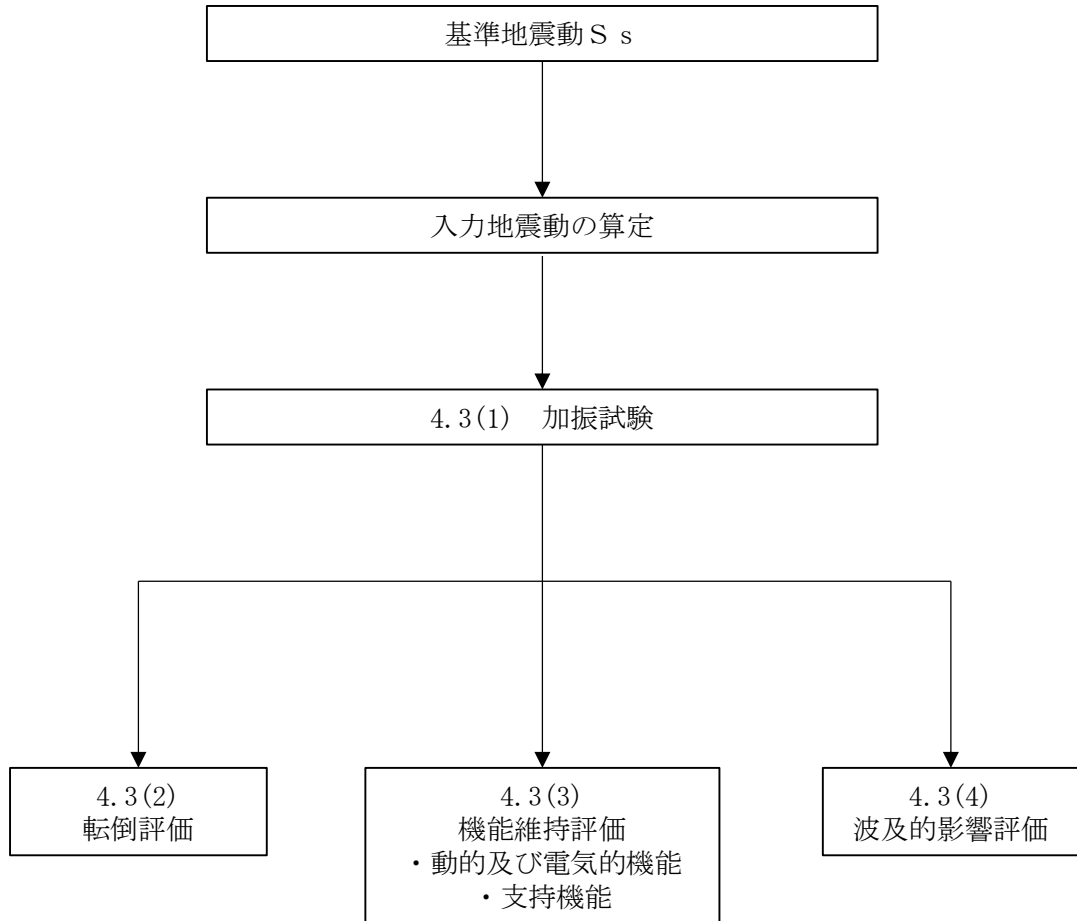 基準地震動Ｓｓ
入力地震動の算定
4.3(1)　加振試験
4.3(2)
転倒評価
4.3(3)
機能維持評価
・動的及び電気的機能
・支持機能
4.3(4)
波及的影響評価